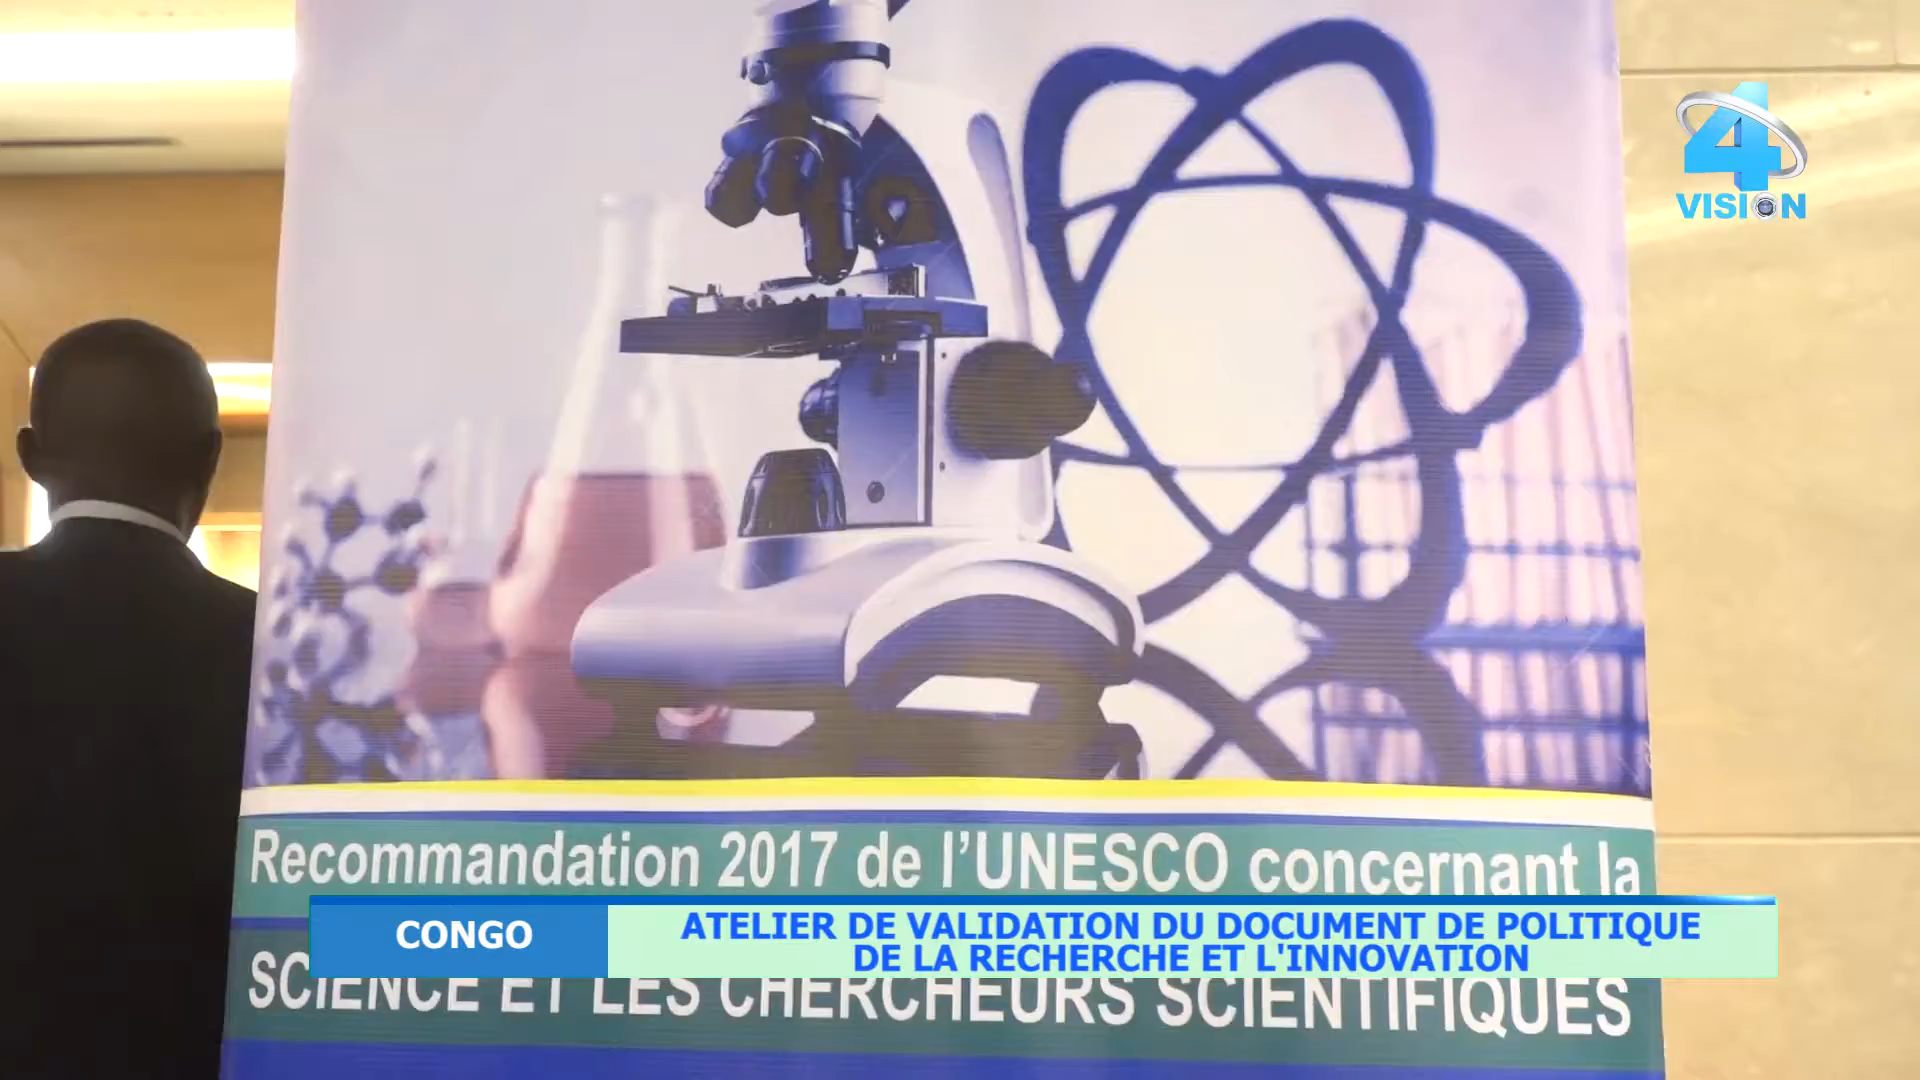 4
VISION
Recommandation 2017 de l'UNESCO concernant la
CONGO
ATELIER DE VALIDATION DU DOCUMENT DE POLITIQUE
DE LA RECHERCHE ET L'INNOVATION
SCIENCE ET LES CHERCHEURS SCIENTIFIQUES